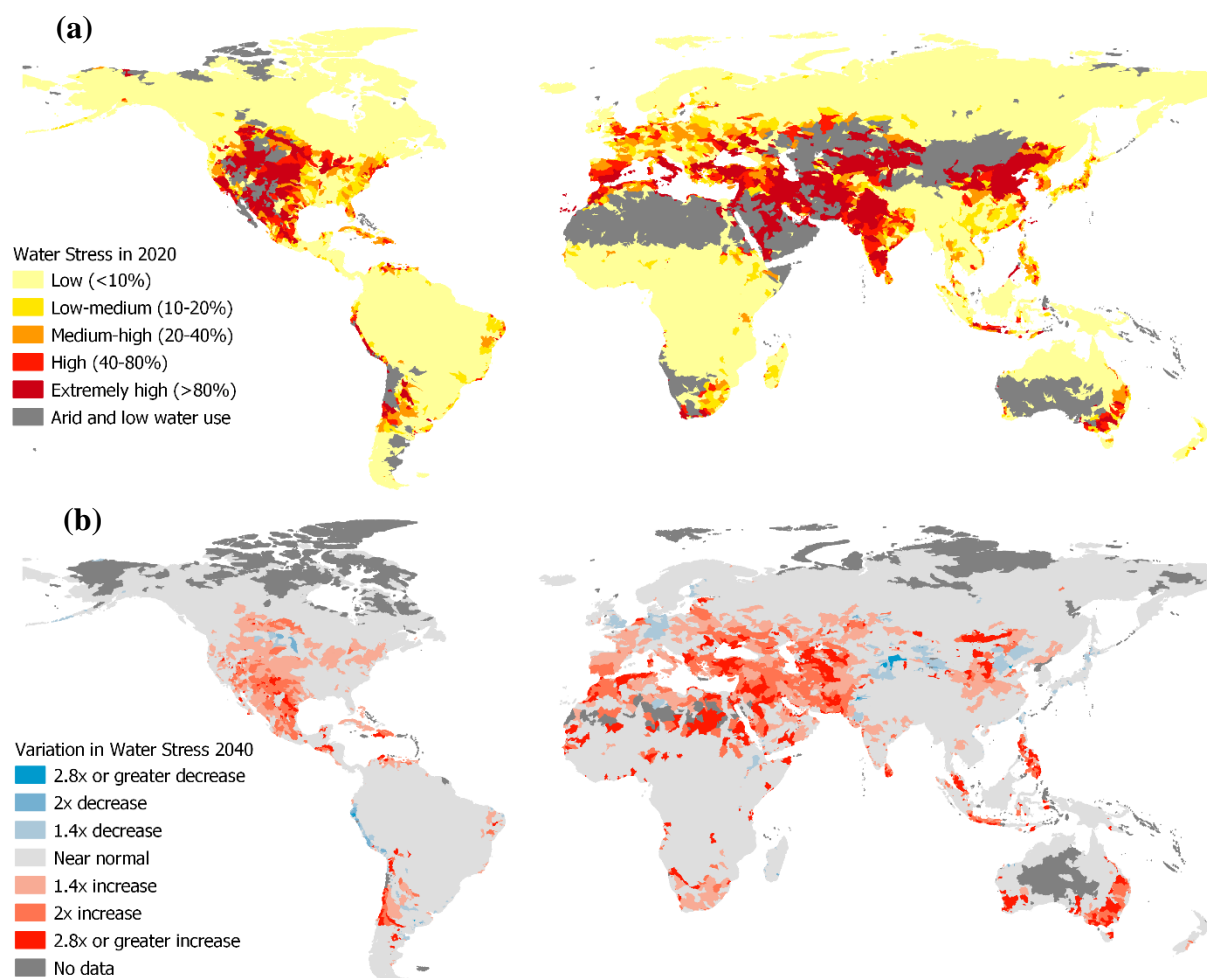 (a)
Water Stress in 2020
Low (<10%)
Low-medium (10-20%)
Medium-high (20-40%)
High (40-80%)
Extremely high (>80%)
Arid and low water use
(b)
Variation in Water Stress 2040
2.8x or greater decrease
2x decrease
1.4x decrease
Near normal
1.4x increase
2x increase
2.8x or greater increase
No data